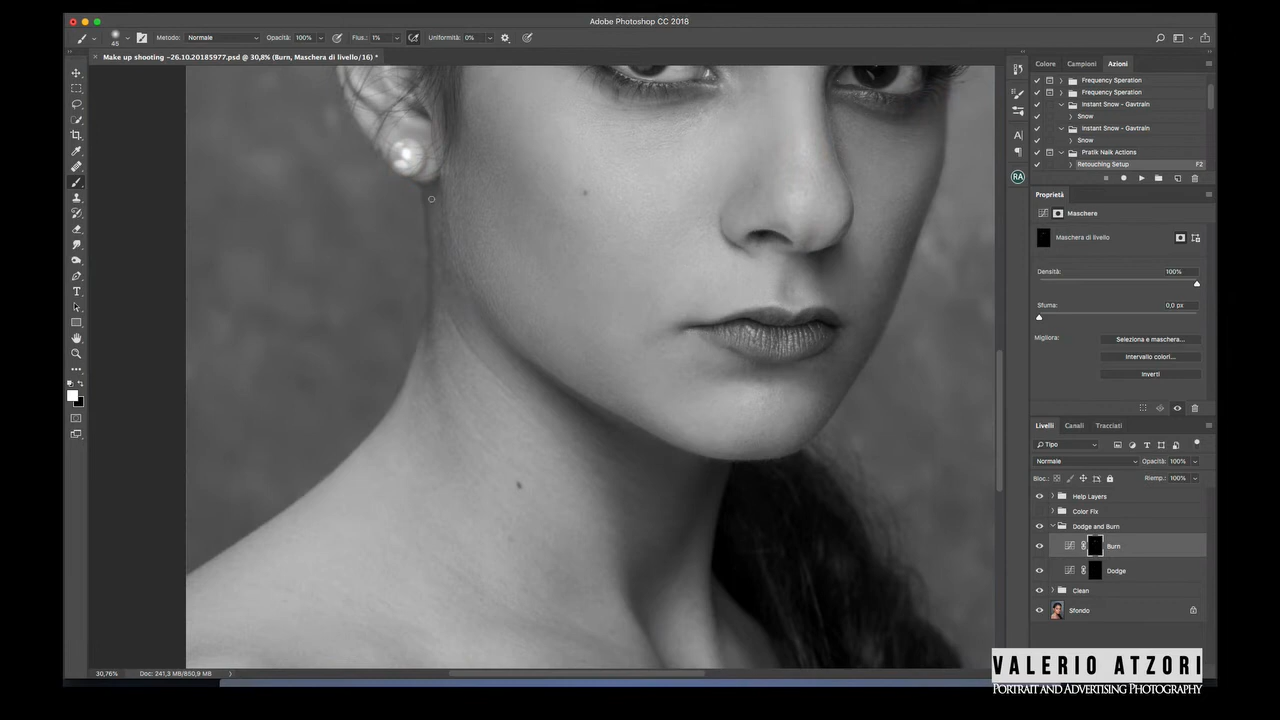 Adobe Photoshop CC 2018
45
Metodo: Normale Opacità: 100% Flus.: 1% Uniformità: 0%
Make up shooting -26.10.20185977.psd @ 30,8% (Burn, Maschera di livello/16) *
Colore Campioni Azioni
Frequency Speration
Frequency Speration
Instant Snow - Gavtrain
Snow
Instant Snow - Gavtrain
Snow
Pratik Naik Actions
Retouching Setup F2
RA
Proprietà
Maschere
Maschera di livello
Densità: 100%
Sfuma: 0,0 px
Migliora: Seleziona e maschera...
Intervallo colori...
Inverti
Livelli Canali Tracciati
Tipo
Normale Opacità: 100%
Bloc.: Riemp.: 100%
Help Layers
Color Fix
Dodge and Burn
Burn
Dodge
Clean
Sfondo
30,76% Doc: 241,3 MB/850,9 MB
VALERIO ATZORI
PORTRAIT AND ADVERTISING PHOTOGRAPHY